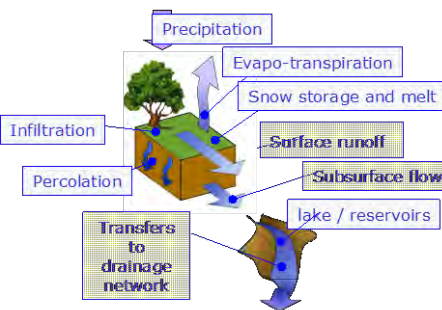 Precipitation
Evapo-transpiration
Snow storage and melt
Infiltration
Surface runoff
Percolation
Subsurface flow
lake / reservoirs
Transfers
to
drainage
network